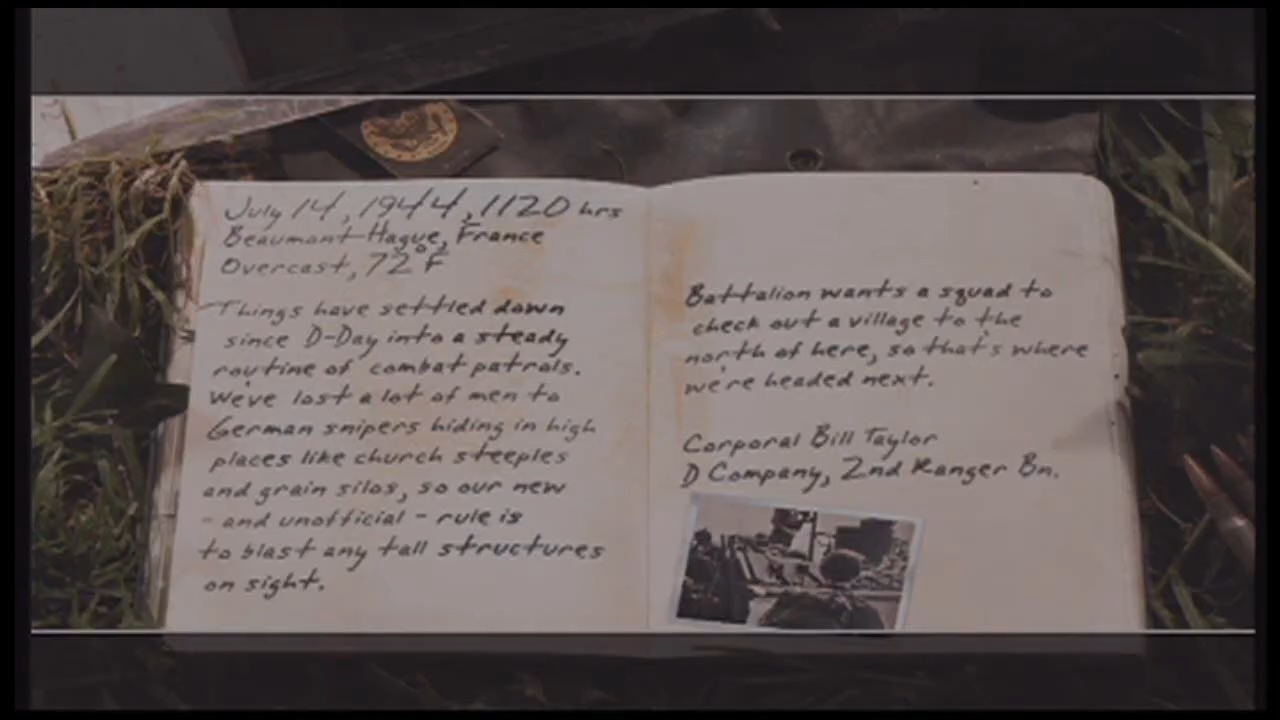 July 14, 1944, 1120 hrs
Beaumont-Hague, France
Overcast, 72°F
Things have settled down
since D-Day into a steady
routine of combat patrols.
We've lost a lot of men to
German snipers hiding in high
places like church steeples
and grain silos, so our new
- and unofficial - rule is
to blast any tall structures
on sight.
Battalion wants a squad to
check out a village to the
north of here, so that's where
we're headed next.
Corporal Bill Taylor
D Company, 2nd Ranger Bn.